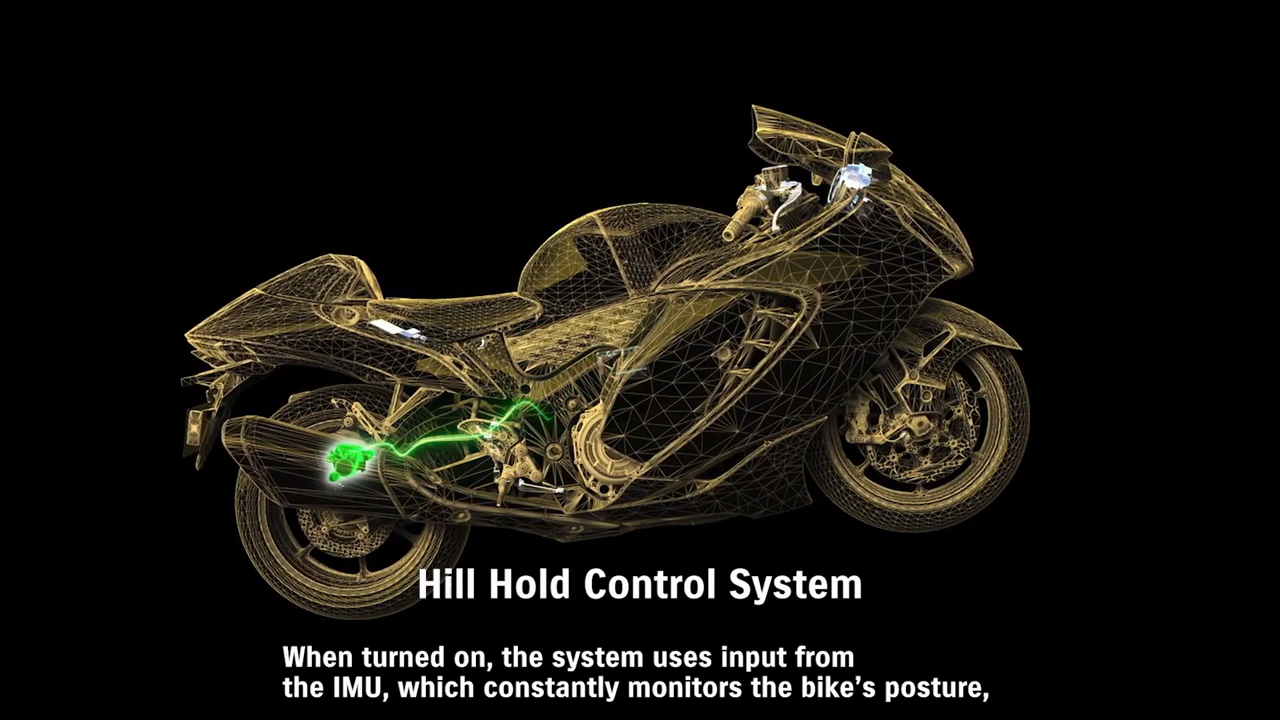 Hill Hold Control System
When turned on, the system uses input from
the IMU, which constantly monitors the bike's posture,